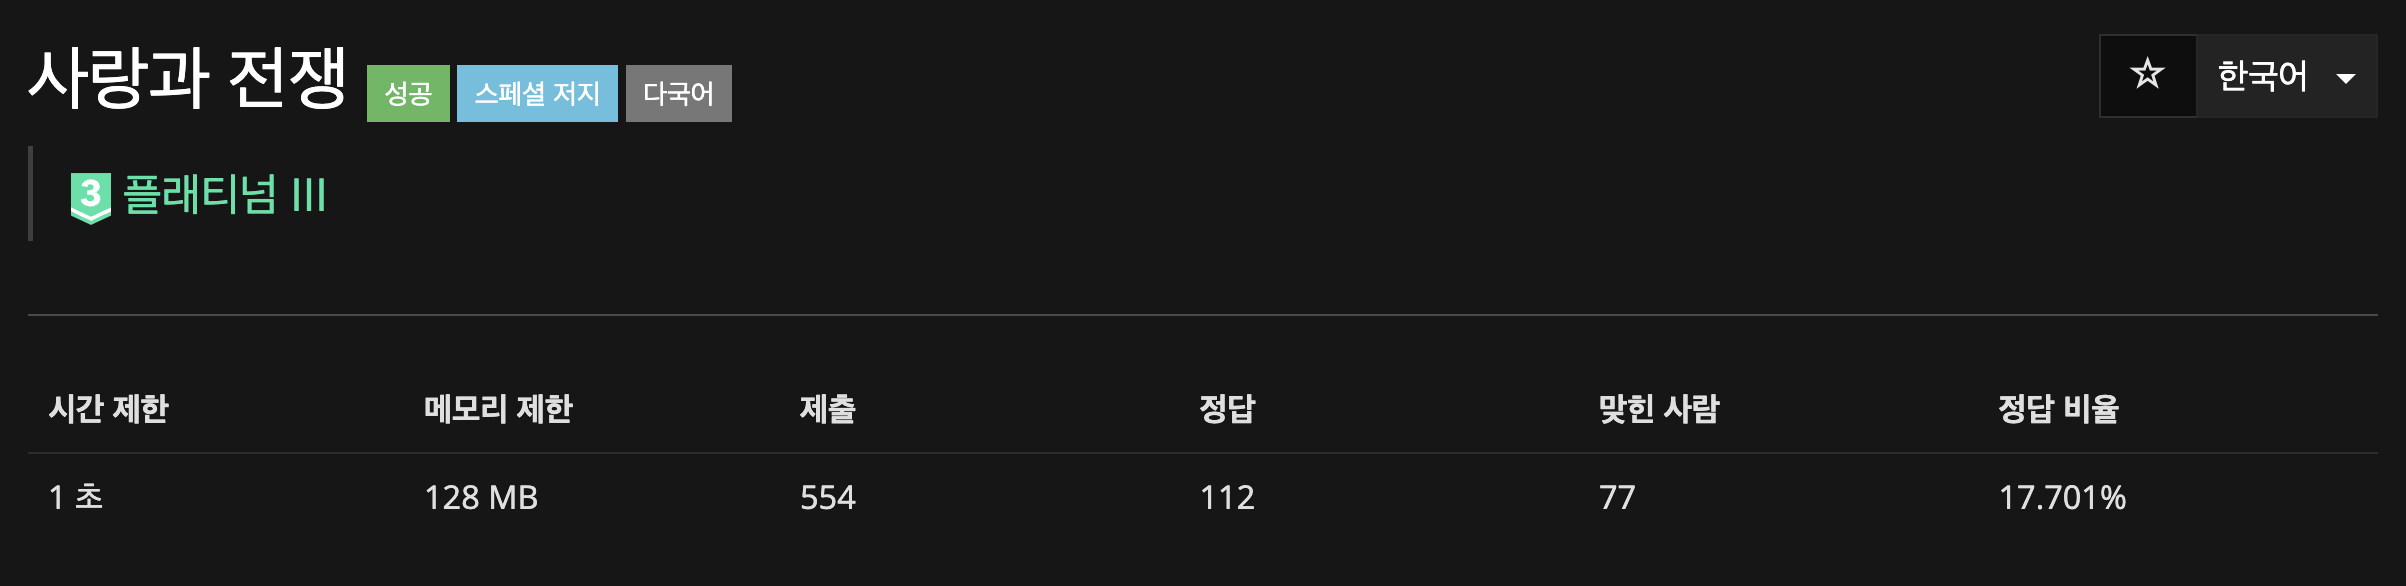 사랑과 전쟁 성공 스페셜 저지 다국어 ☆ 한국어
3 플래티넘 III
시간 제한 메모리 제한 제출 정답 맞힌 사람 정답 비율
1 초 128 MB 554 112 77 17.701%